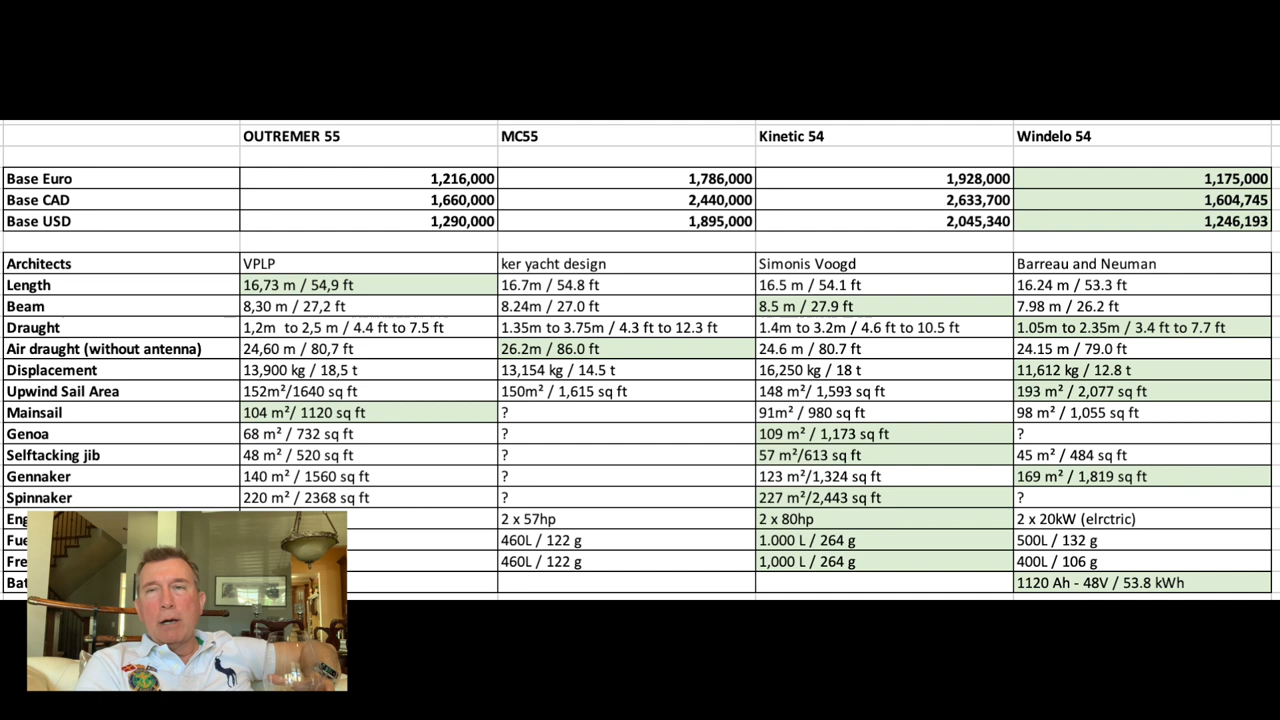 OUTREMER 55 MC55 Kinetic 54 Windelo 54
Base Euro 1,216,000 1,786,000 1,928,000 1,175,000
Base CAD 1,660,000 2,440,000 2,633,700 1,604,745
Base USD 1,290,000 1,895,000 2,045,340 1,246,193
Architects VPLP ker yacht design Simonis Voogd Barreau and Neuman
Length 16,73 m / 54,9 ft 16.7m / 54.8 ft 16.5 m / 54.1 ft 16.24 m / 53.3 ft
Beam 8,30 m / 27,2 ft 8.24m / 27.0 ft 8.5 m / 27.9 ft 7.98 m / 26.2 ft
Draught 1,2m to 2,5 m / 4.4 ft to 7.5 ft 1.35m to 3.75m / 4.3 ft to 12.3 ft 1.4m to 3.2m / 4.6 ft to 10.5 ft 1.05m to 2.35m / 3.4 ft to 7.7 ft
Air draught (without antenna) 24,60 m / 80,7 ft 26.2m / 86.0 ft 24.6 m / 80.7 ft 24.15 m / 79.0 ft
Displacement 13,900 kg / 18,5 t 13,154 kg / 14.5 t 16,250 kg / 18 t 11,612 kg / 12.8 t
Upwind Sail Area 152m²/1640 sq ft 150m² / 1,615 sq ft 148 m² / 1,593 sq ft 193 m² / 2,077 sq ft
Mainsail 104 m²/ 1120 sq ft ? 91m² / 980 sq ft 98 m² / 1,055 sq ft
Genoa 68 m² / 732 sq ft ? 109 m² / 1,173 sq ft ?
Selftacking jib 48 m² / 520 sq ft ? 57 m²/613 sq ft 45 m² / 484 sq ft
Gennaker 140 m² / 1560 sq ft ? 123 m²/1,324 sq ft 169 m² / 1,819 sq ft
Spinnaker 220 m² / 2368 sq ft ? 227 m²/2,443 sq ft ?
Eng 2 x 57hp 2 x 80hp 2 x 20kW (elrctric)
Fue 460L / 122 g 1.000 L / 264 g 500L / 132 g
Fre 460L / 122 g 1,000 L / 264 g 400L / 106 g
Bat 1120 Ah - 48V / 53.8 kWh